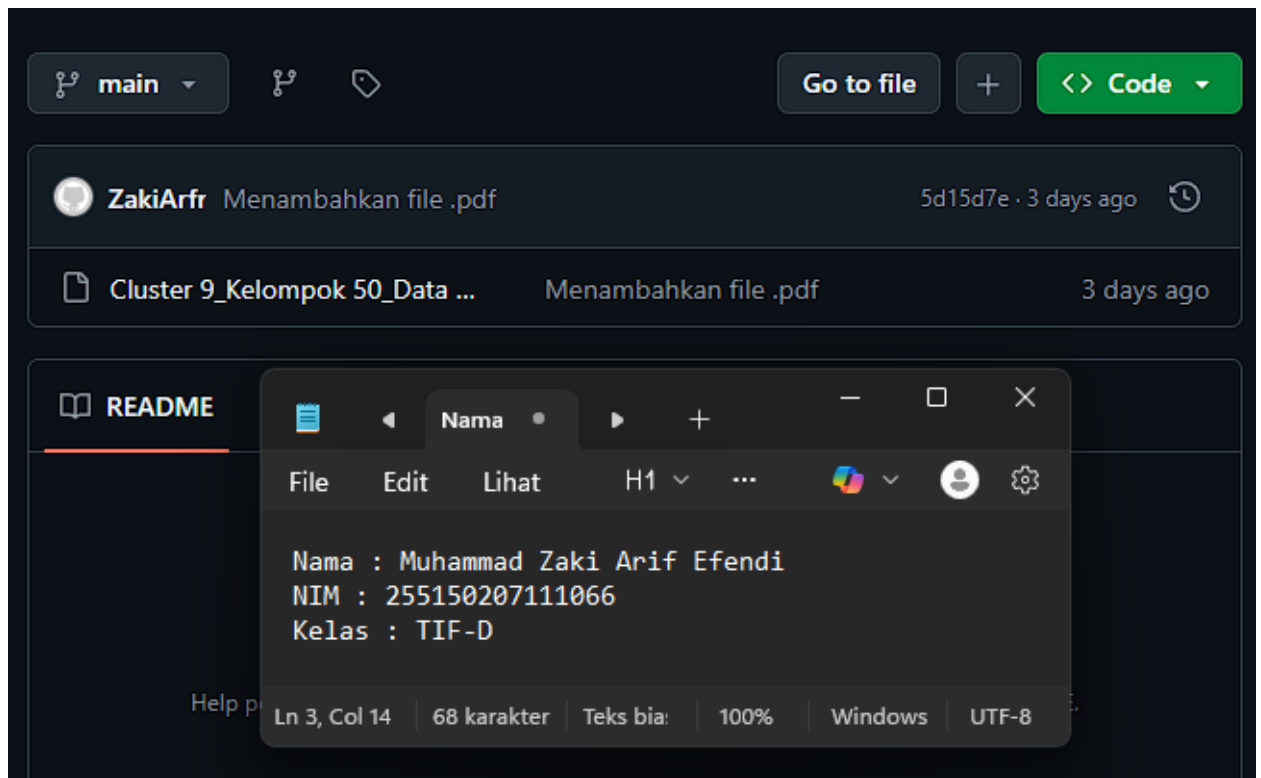 main
Go to file
Code
ZakiArfr Menambahkan file .pdf 5d15d7e · 3 days ago
Cluster 9_Kelompok 50_Data ... Menambahkan file .pdf 3 days ago
README
Nama
File Edit Lihat H1 ...
Nama : Muhammad Zaki Arif Efendi
NIM : 255150207111066
Kelas : TIF-D
Help
Ln 3, Col 14 68 karakter Teks 100% Windows UTF-8